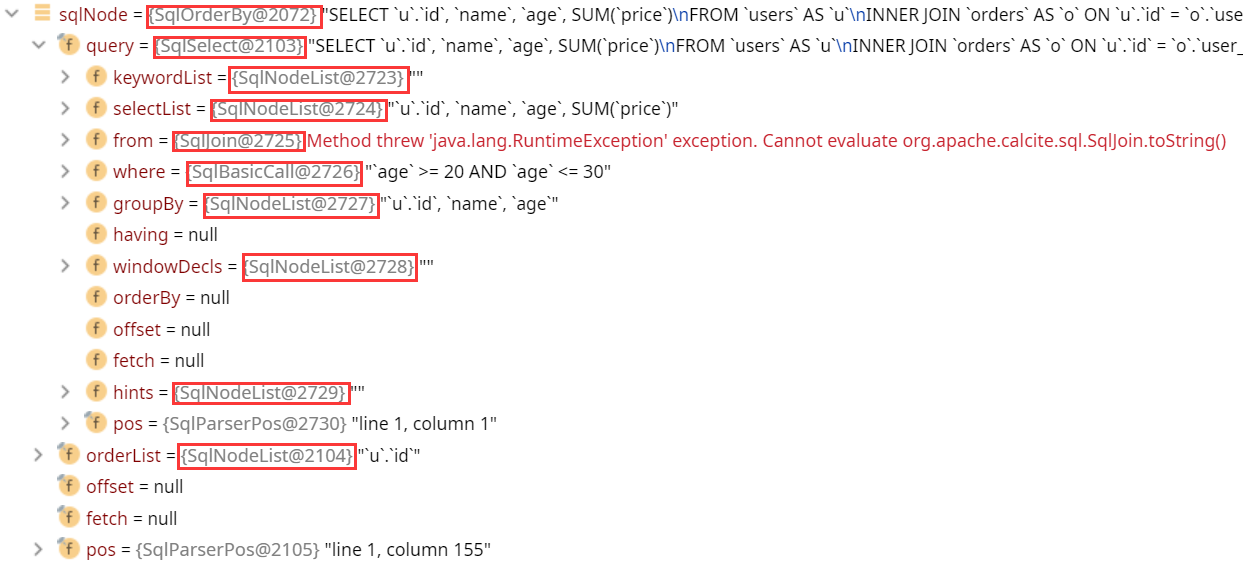 sqlNode = {SqlOrderBy@2072} "SELECT `u`.`id`, `name`, `age`, SUM(`price`)\nFROM `users` AS `u`\nINNER JOIN `orders` AS `o` ON `u`.`id` = `o`.`use
f query = {SqlSelect@2103} "SELECT `u`.`id`, `name`, `age`, SUM(`price`)\nFROM `users` AS `u`\nINNER JOIN `orders` AS `o` ON `u`.`id` = `o`.`user_
f keywordList = {SqlNodeList@2723} ""
f selectList = {SqlNodeList@2724} "`u`.`id`, `name`, `age`, SUM(`price`)"
f from = {SqlJoin@2725} Method threw 'java.lang.RuntimeException' exception. Cannot evaluate org.apache.calcite.sql.SqlJoin.toString()
f where = {SqlBasicCall@2726} "`age` >= 20 AND `age` <= 30"
f groupBy = {SqlNodeList@2727} "`u`.`id`, `name`, `age`"
f having = null
f windowDecls = {SqlNodeList@2728} ""
f orderBy = null
f offset = null
f fetch = null
f hints = {SqlNodeList@2729} ""
f pos = {SqlParserPos@2730} "line 1, column 1"
f orderList = {SqlNodeList@2104} "`u`.`id`"
f offset = null
f fetch = null
f pos = {SqlParserPos@2105} "line 1, column 155"